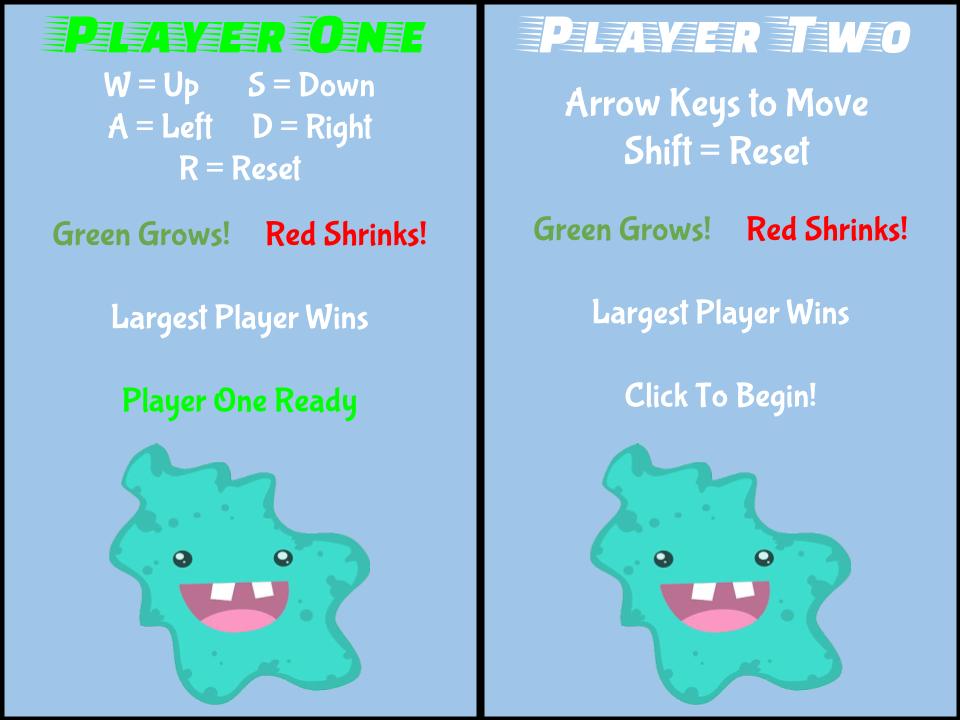 Player One
W = Up S = Down
A = Left D = Right
R = Reset
Green Grows! Red Shrinks!
Largest Player Wins
Player One Ready
Player Two
Arrow Keys to Move
Shift = Reset
Green Grows! Red Shrinks!
Largest Player Wins
Click To Begin!